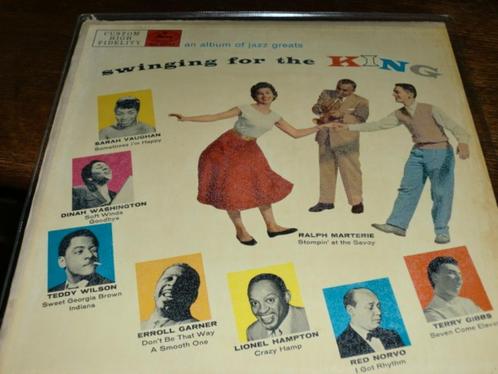 CUSTOM
HIGH
FIDELITY
an album of jazz greats
swinging for the KING
SARAH VAUGHAN
Sometimes I'm Happy
DINAH WASHINGTON
Soft Winds
Goodbye
RALPH MARTERIE
Stompin' at the Savoy
TEDDY WILSON
Sweet Georgia Brown
Indiana
ERROLL GARNER
Don't Be That Way
A Smooth One
LIONEL HAMPTON
Crazy Hamp
RED NORVO
I Got Rhythm
TERRY GIBBS
Seven Come Eleven